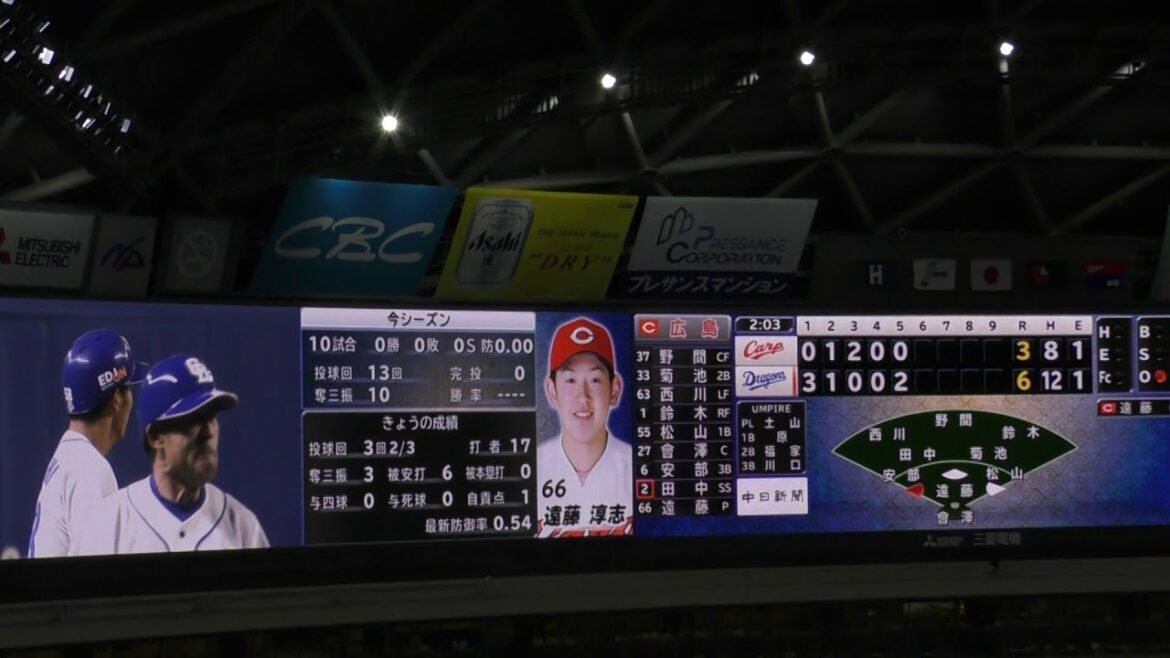 MITSUBISHI
ELECTRIC
CBC
Asahi
THE JAPAN BRAND
"DRY"
PRESSANCE
CORPORATION
プレサンスマンション
H
EDION
今シーズン
10試合 0勝 0敗 0S 防0.00
投球回 13回 完投 0
奪三振 10 勝率 ----
きょうの成績
投球回 3回2/3 打者 17
奪三振 3 被安打 6 被本塁打 0
与四球 0 与死球 0 自責点 1
最新防御率 0.54
66
遠藤 淳志
C 広島
37 野間 CF
33 菊池 2B
63 西川 LF
1 鈴木 RF
55 松山 1B
27 會澤 C
6 安部 3B
2 田中 SS
66 遠藤 P
2:03
1 2 3 4 5 6 7 8 9 R H E
Carp 0 1 2 0 0 3 8 1
Dragons 3 1 0 0 2 6 12 1
H
E
Fc
B
S
O
UMPIRE
PL 土山
1B 原
2B 福家
3B 川口
中日新聞
C 遠藤
野間
西川 鈴木
田中 菊池
安部 松山
遠藤
會澤
三菱電機